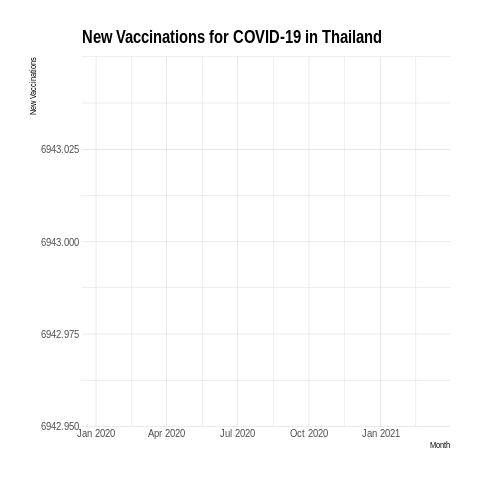 New Vaccinations for COVID-19 in Thailand
New Vaccinations
6943.025
6943.000
6942.975
6942.950
Jan 2020 Apr 2020 Jul 2020 Oct 2020 Jan 2021
Month